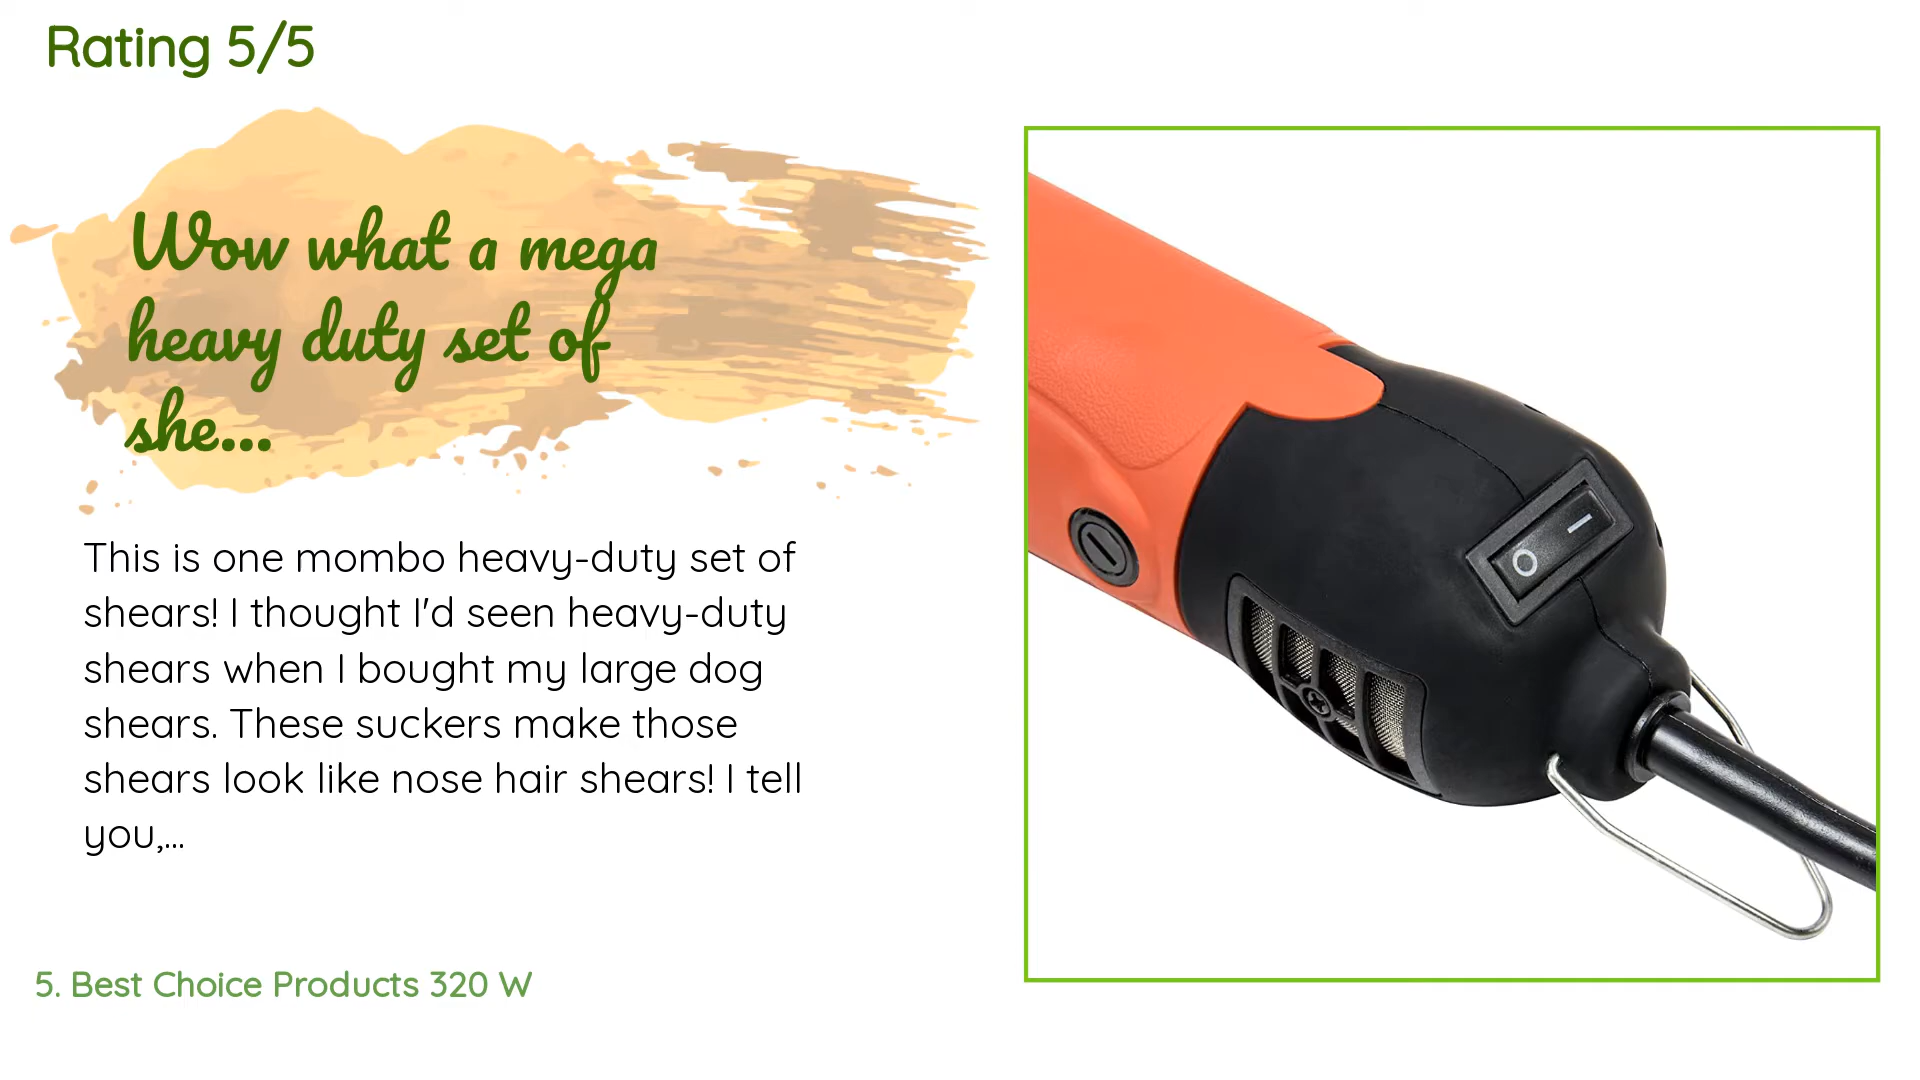 Rating 5/5
Wow what a mega
heavy duty set of
she...
This is one mombo heavy-duty set of
shears! I thought I'd seen heavy-duty
shears when I bought my large dog
shears. These suckers make those
shears look like nose hair shears! I tell
you,...
5. Best Choice Products 320 W